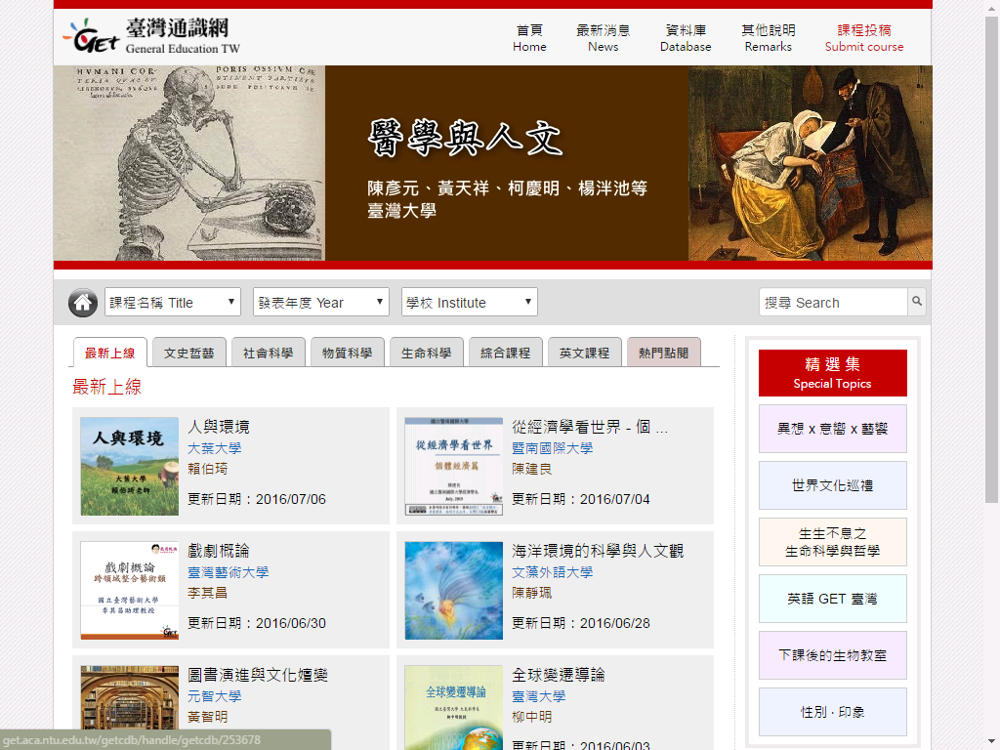 GET 臺灣通識網
General Education TW
首頁
Home
最新消息
News
資料庫
Database
其他說明
Remarks
課程投稿
Submit course
醫學與人文
陳彥元、黃天祥、柯慶明、楊泮池等
臺灣大學
課程名稱 Title
發表年度 Year
學校 Institute
搜尋 Search
最新上線
文史哲藝
社會科學
物質科學
生命科學
綜合課程
英文課程
熱門點閱
最新上線
人與環境
大葉大學
賴伯琦老師
人與環境
大葉大學
賴伯琦
更新日期：2016/07/06
從經濟學看世界
個體經濟篇
從經濟學看世界 - 個 ...
暨南國際大學
陳建良
更新日期：2016/07/04
戲劇概論
跨領域整合藝術類
國立臺灣藝術大學
李其昌助理教授
戲劇概論
臺灣藝術大學
李其昌
更新日期：2016/06/30
海洋環境的科學與人文觀
文藻外語大學
陳靜珮
更新日期：2016/06/28
圖書演進與文化嬗變
元智大學
黃智明
全球變遷導論
全球變遷導論
臺灣大學
柳中明
更新日期：2016/06/03
精選集
Special Topics
異想 x 意嚮 x 藝饗
世界文化巡禮
生生不息之
生命科學與哲學
英語 GET 臺灣
下課後的生物教室
性別 · 印象
get.aca.ntu.edu.tw/getcdb/handle/getcdb/253678